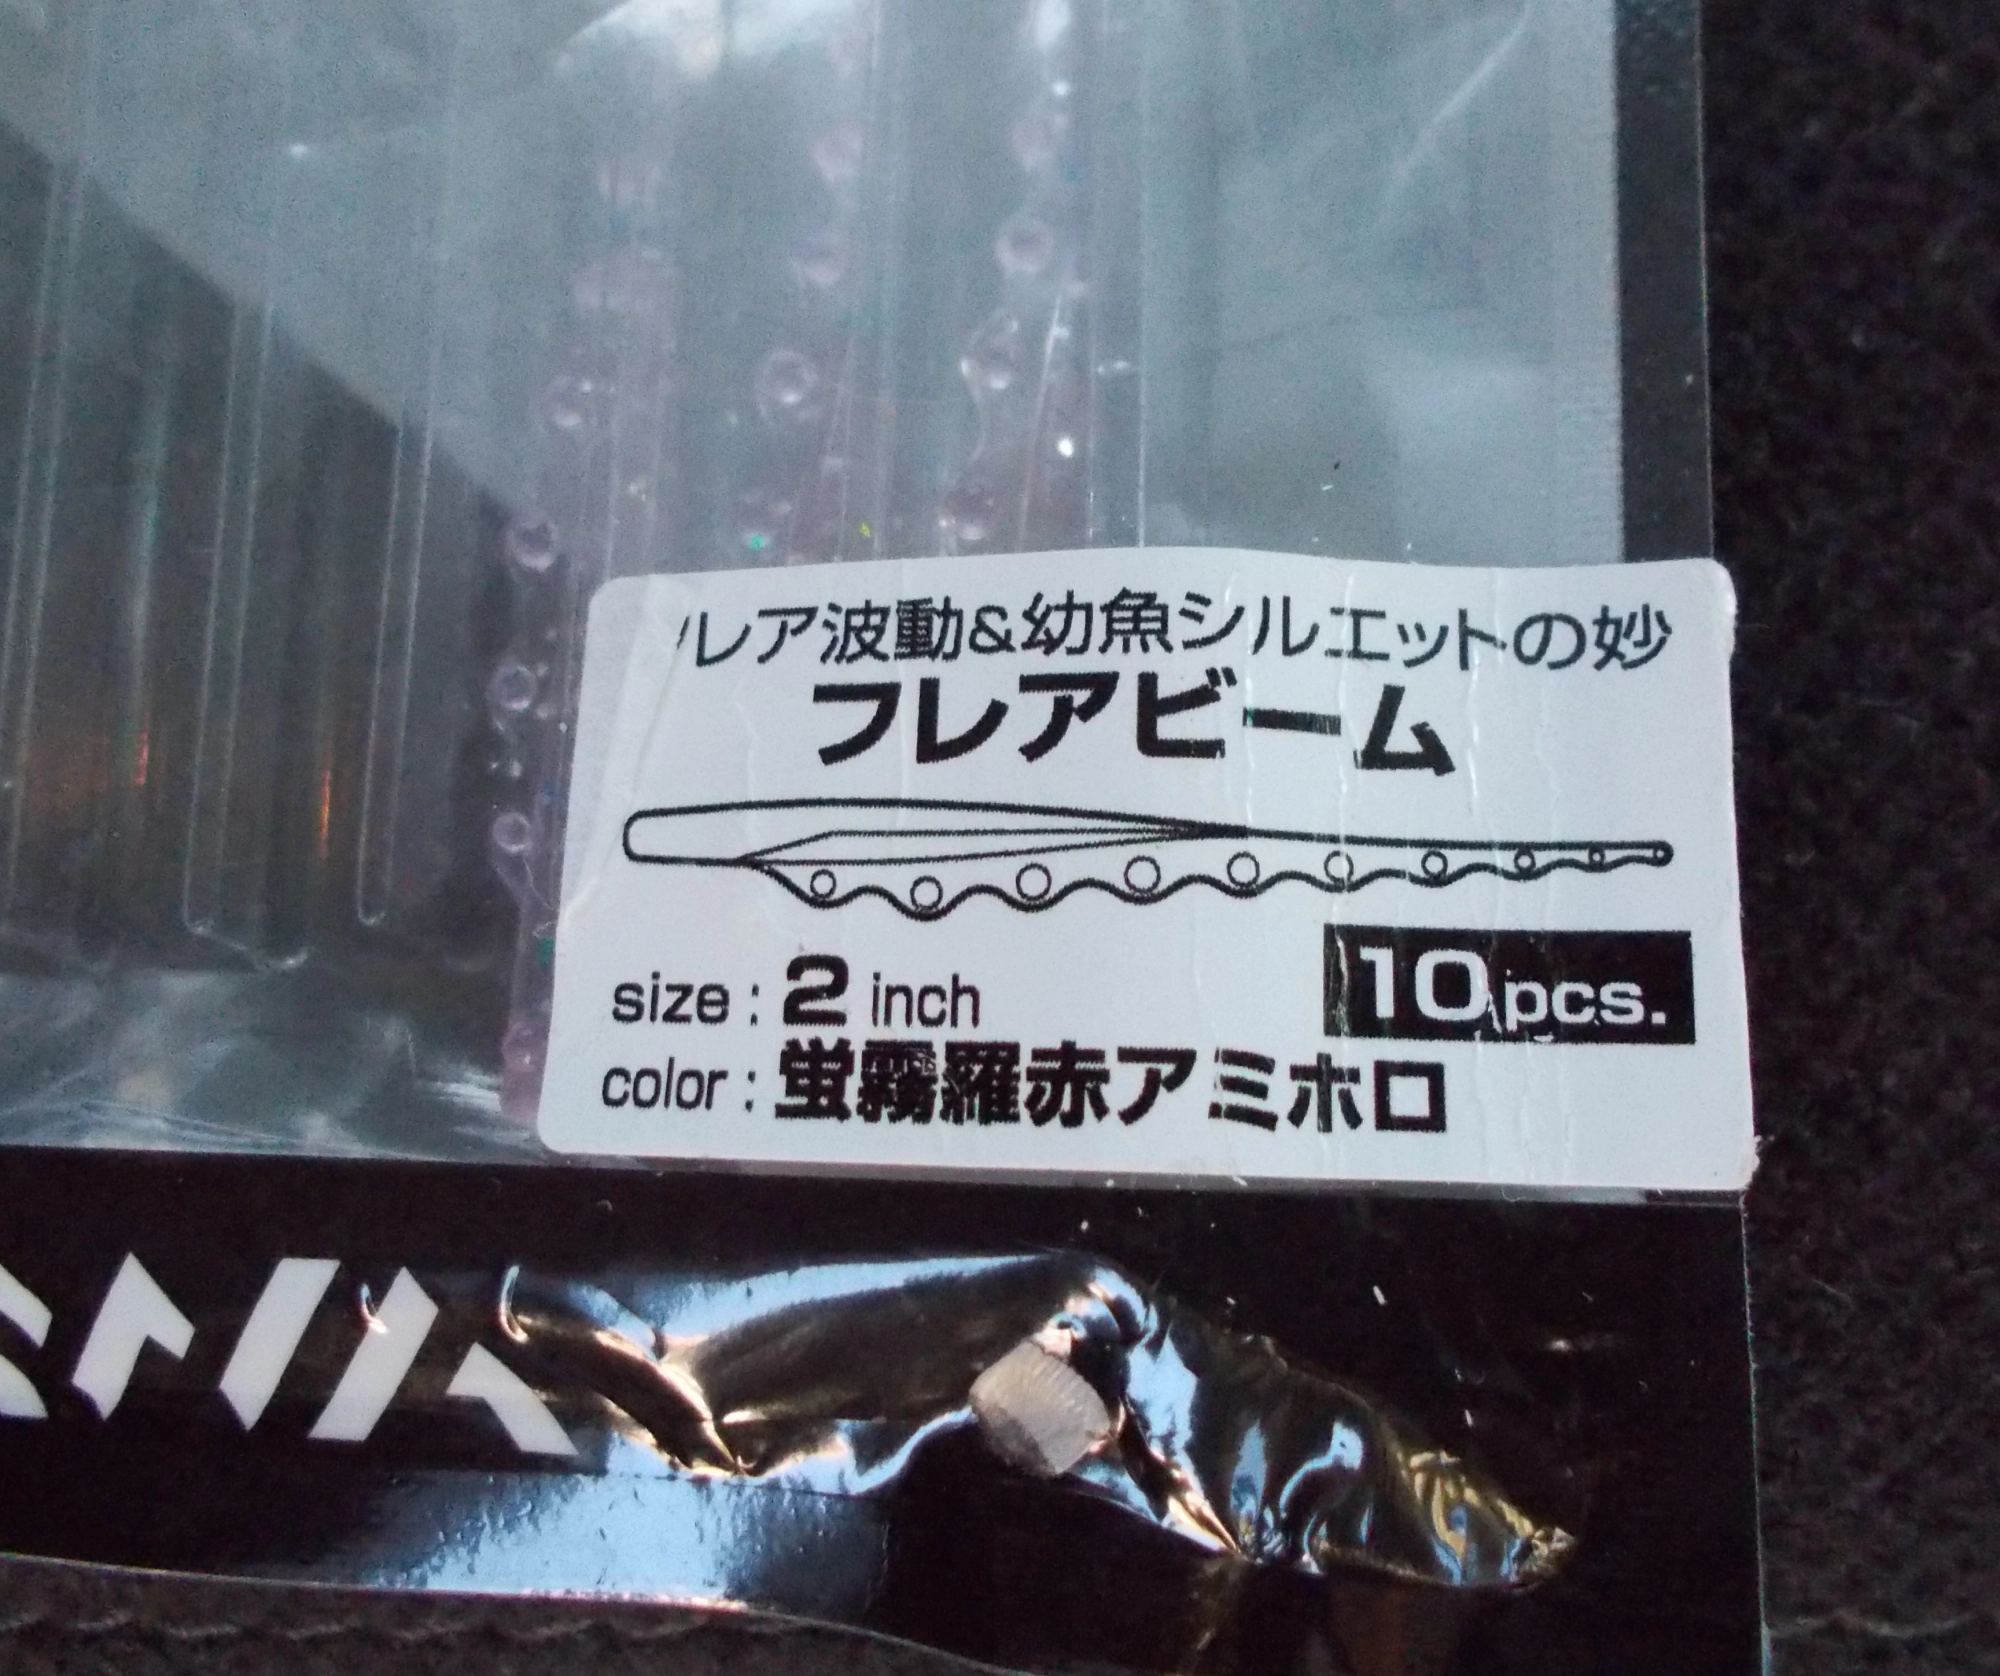 フレア波動&幼魚シルエットの妙
フレアビーム
size : 2 inch
10pcs.
color : 蛍霧羅赤アミホロ